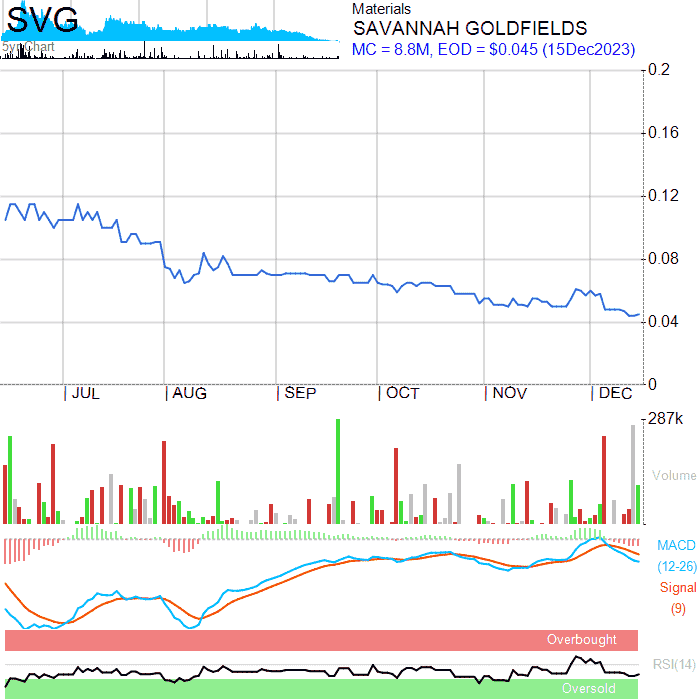 SVG
5yr Chart
Materials
SAVANNAH GOLDFIELDS
MC = 8.8M, EOD = $0.045 (15Dec2023)
0.2
0.16
0.12
0.08
0.04
0
JUL AUG SEP OCT NOV DEC
287k
Volume
MACD
(12-26)
Signal
(9)
Overbought
RSI(14)
Oversold